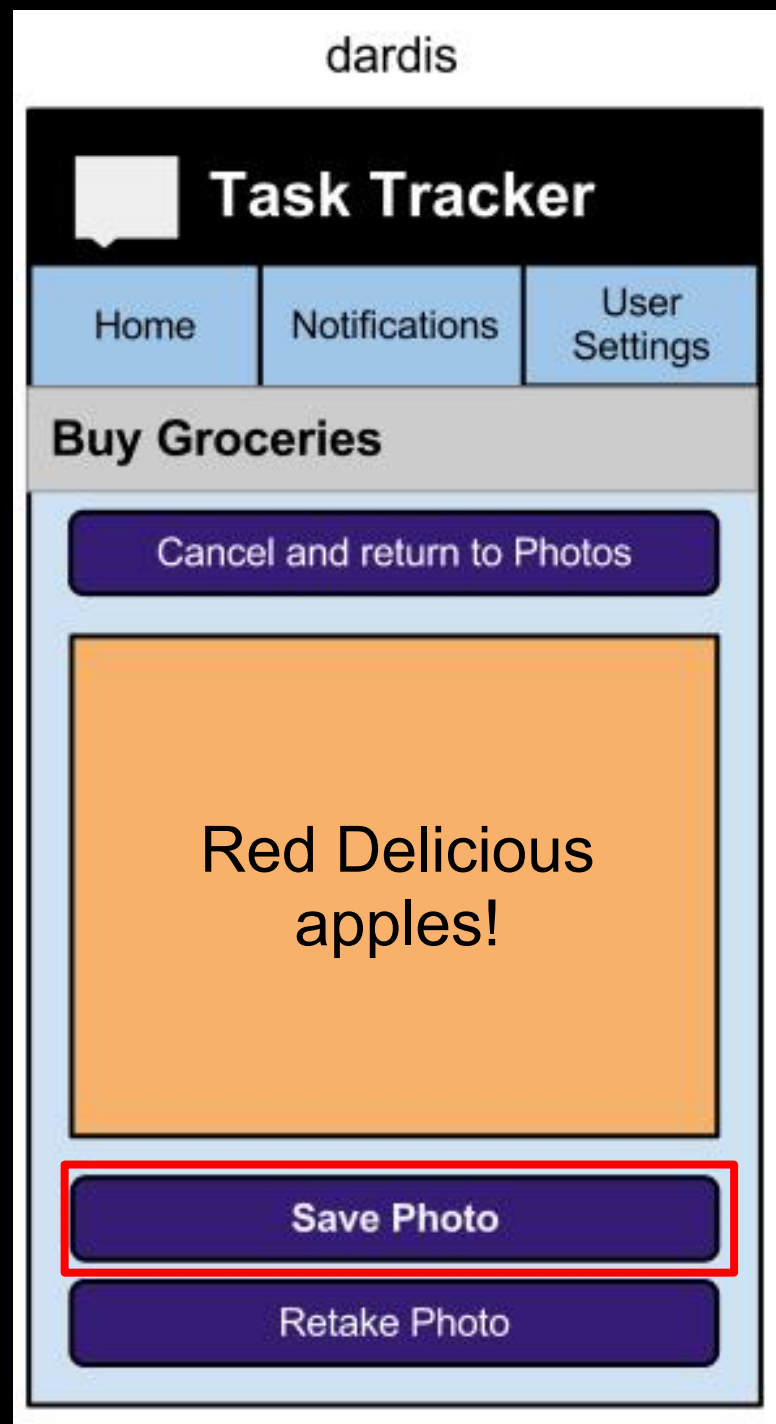 dardis
Task Tracker
Home
Notifications
User
Settings
Buy Groceries
Cancel and return to Photos
Red Delicious
apples!
Save Photo
Retake Photo